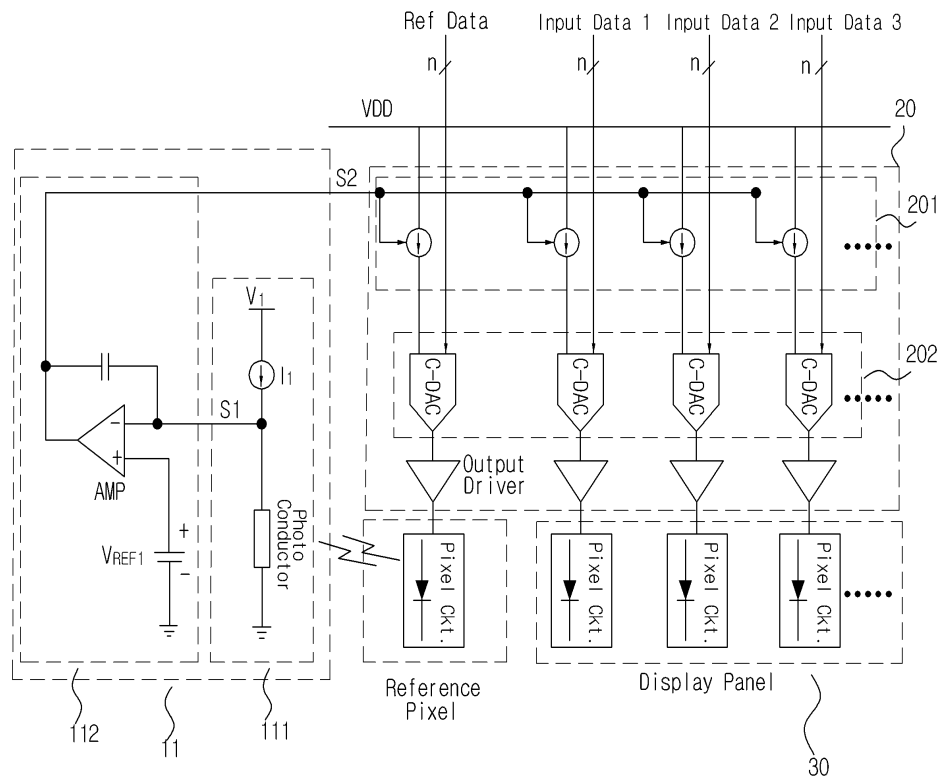 Ref Data
Input Data 1
Input Data 2
Input Data 3
n
n
n
n
VDD
20
S2
201
V1
I1
S1
202
C-DAC
C-DAC
C-DAC
C-DAC
-
+
AMP
Output
Driver
VREF1
+
-
Photo
Conductor
Pixel Ckt.
Pixel Ckt.
Pixel Ckt.
Pixel Ckt.
Reference
Pixel
Display Panel
112
11
111
30